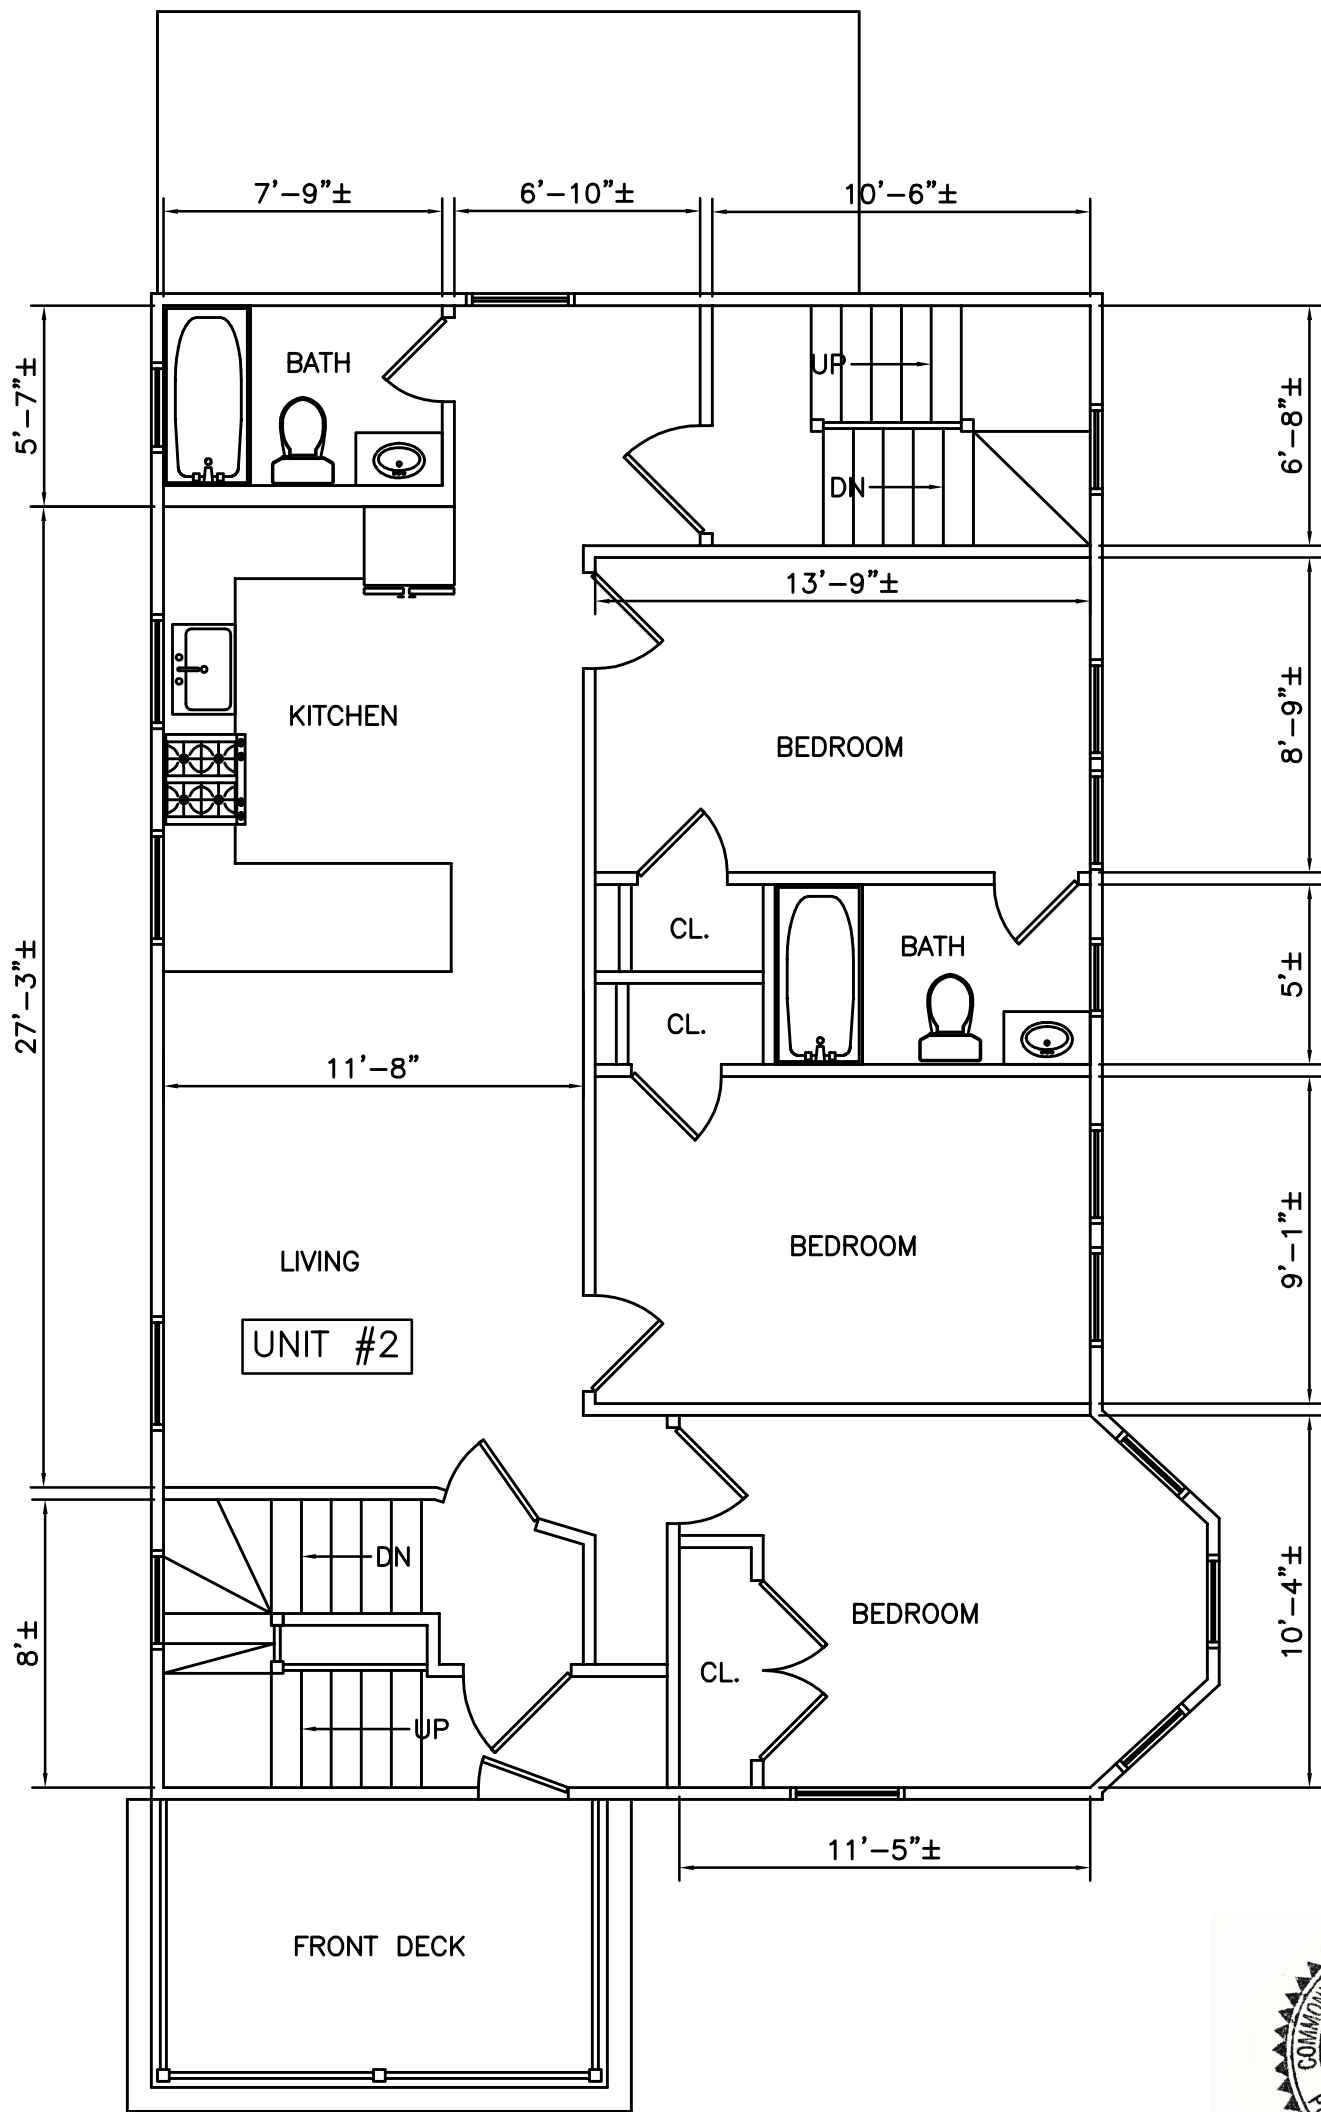 7'-9"±
6'-10"±
10'-6"±
5'-7"±
BATH
UP
6'-8"±
DN
13'-9"±
KITCHEN
BEDROOM
8'-9"±
CL.
BATH
5'±
27'-3"±
CL.
11'-8"
LIVING
BEDROOM
9'-1"±
UNIT #2
DN
BEDROOM
10'-4"±
8'±
CL.
UP
11'-5"±
FRONT DECK